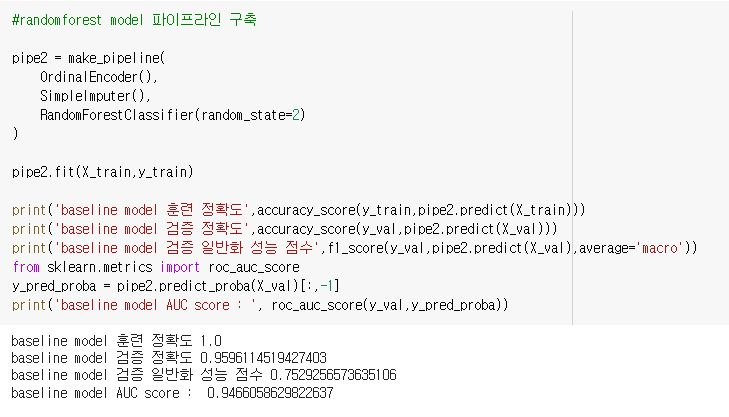 #randomforest model 파이프라인 구축
pipe2 = make_pipeline(
    OrdinalEncoder(),
    SimpleImputer(),
    RandomForestClassifier(random_state=2)
)
pipe2.fit(X_train,y_train)
print('baseline model 훈련 정확도',accuracy_score(y_train,pipe2.predict(X_train)))
print('baseline model 검증 정확도',accuracy_score(y_val,pipe2.predict(X_val)))
print('baseline model 검증 일반화 성능 점수',f1_score(y_val,pipe2.predict(X_val),average='macro'))
from sklearn.metrics import roc_auc_score
y_pred_proba = pipe2.predict_proba(X_val)[:,-1]
print('baseline model AUC score : ', roc_auc_score(y_val,y_pred_proba))
baseline model 훈련 정확도 1.0
baseline model 검증 정확도 0.9596114519427403
baseline model 검증 일반화 성능 점수 0.7529256573635106
baseline model AUC score :  0.9466058629822637